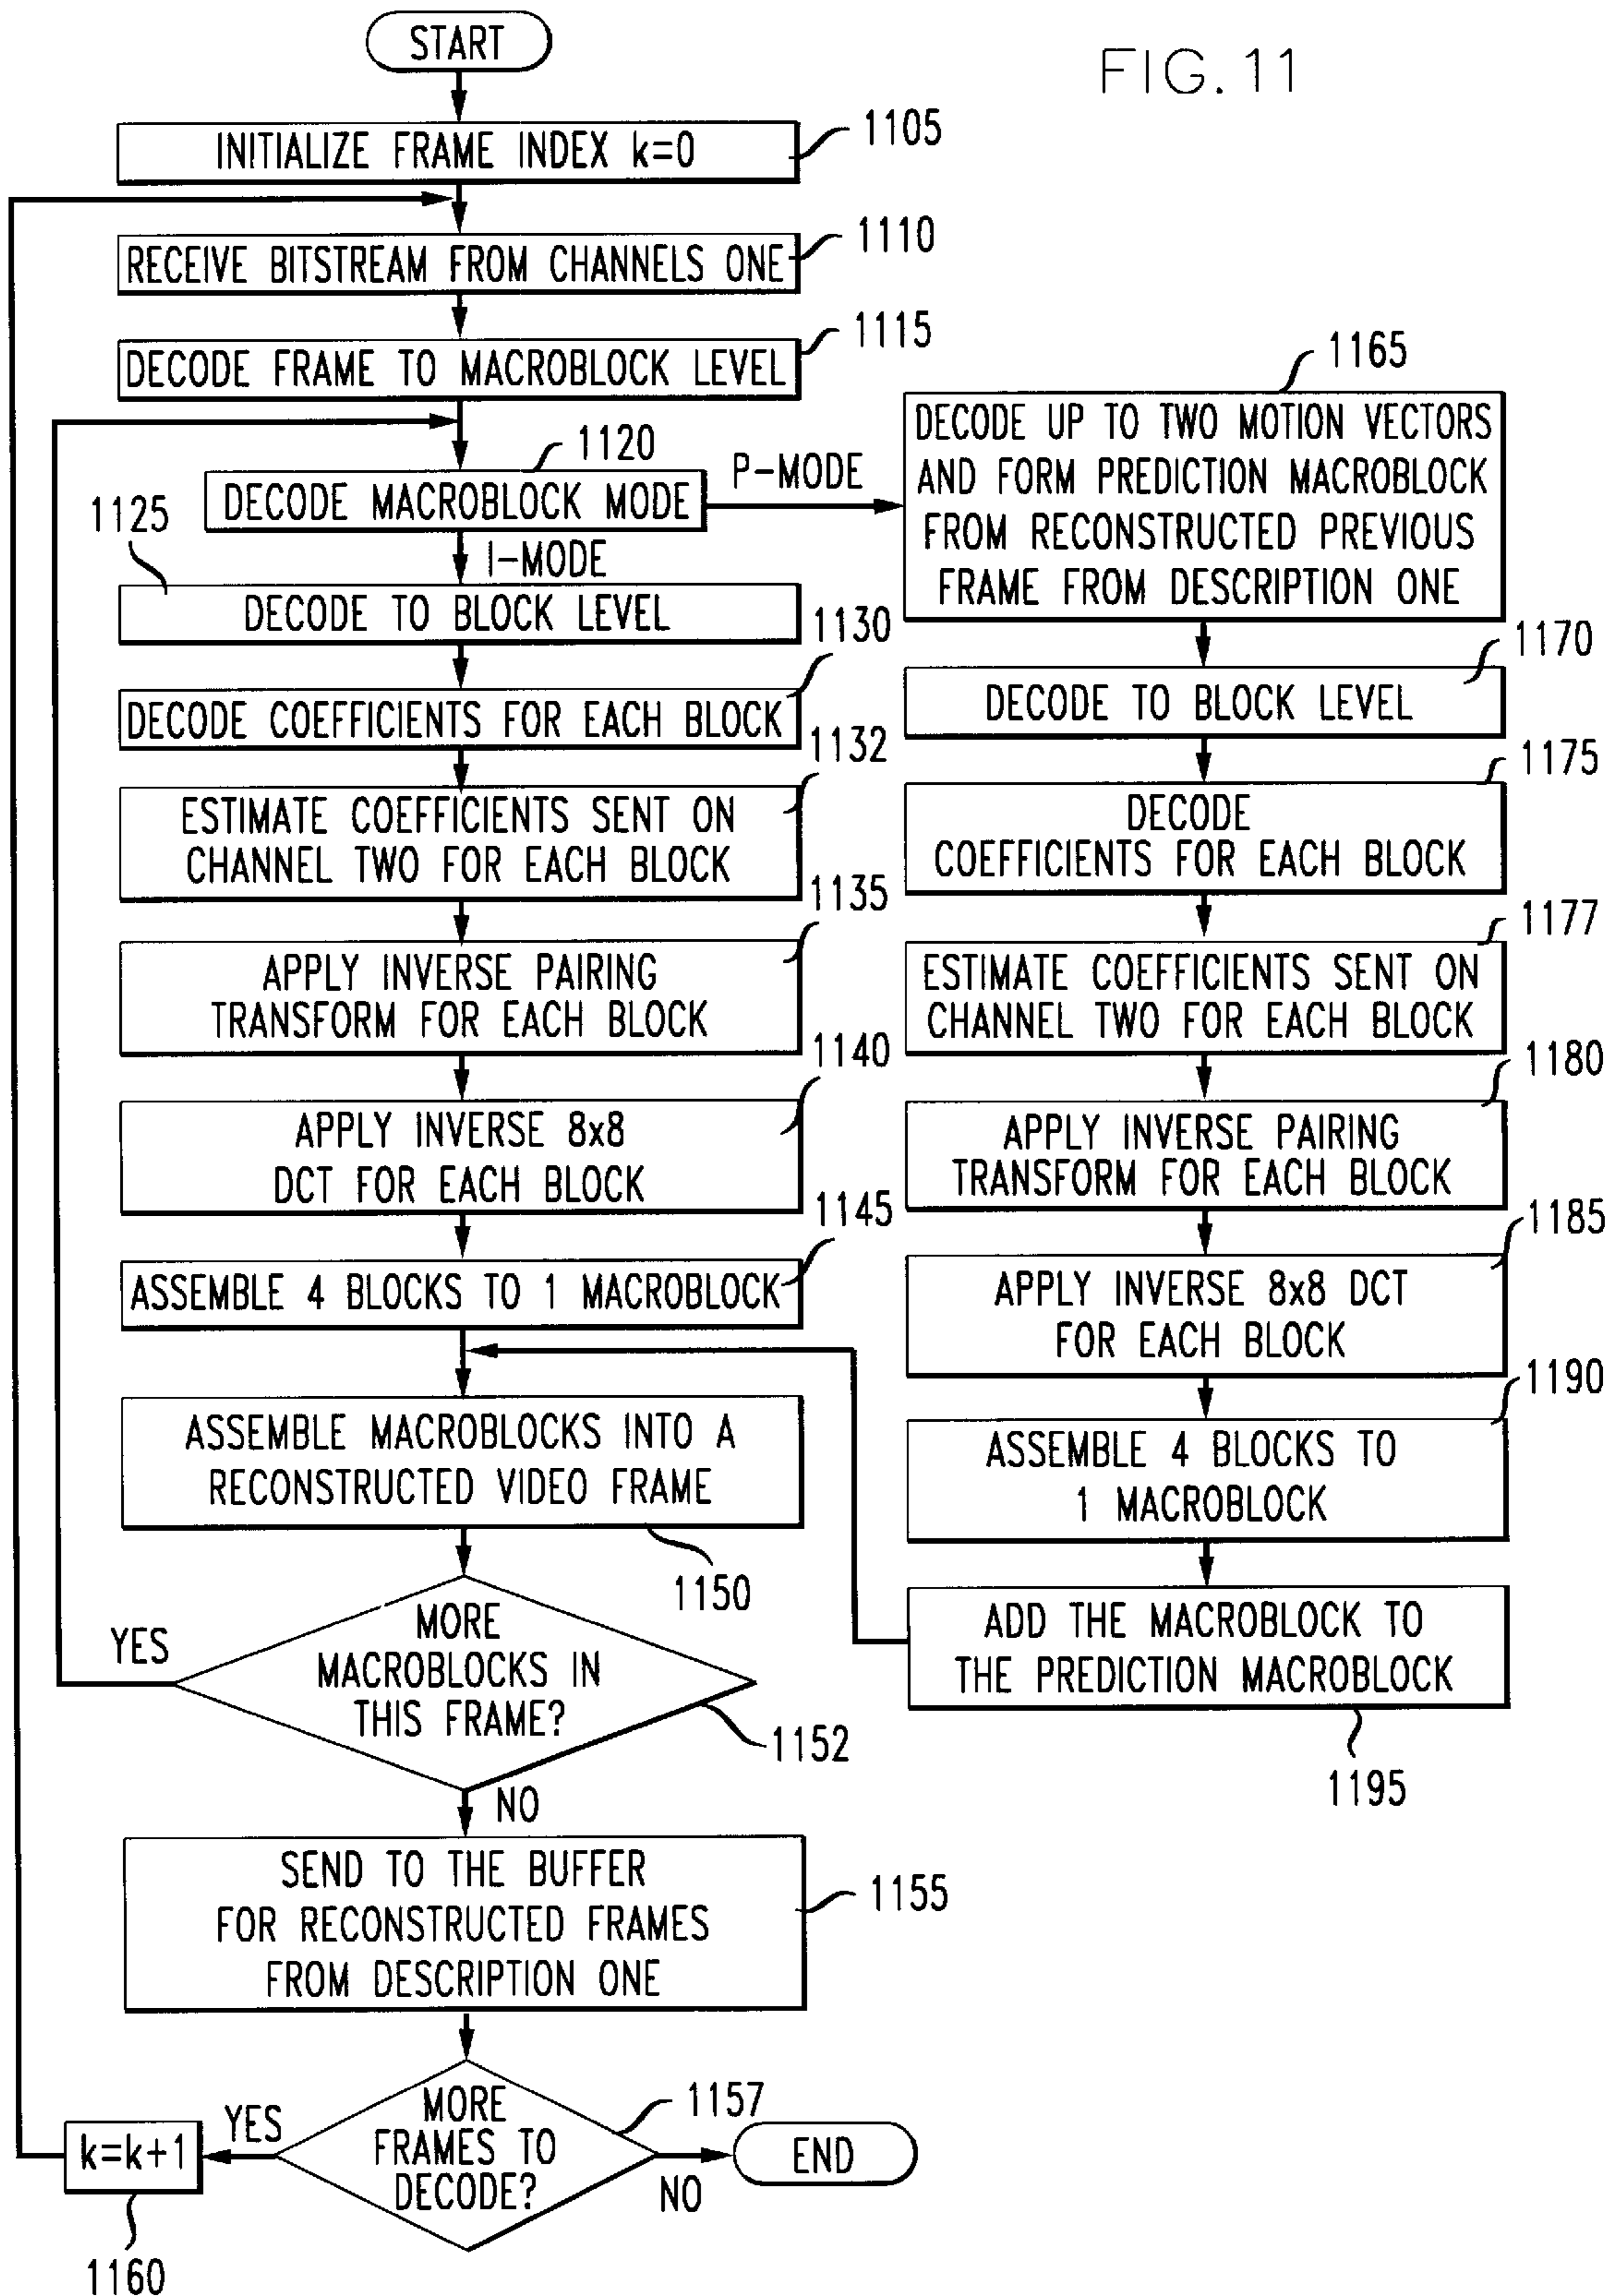 START
FIG. 11
INITIALIZE FRAME INDEX k=0
1105
RECEIVE BITSTREAM FROM CHANNELS ONE
1110
DECODE FRAME TO MACROBLOCK LEVEL
1115
1120
DECODE MACROBLOCK MODE
P-MODE
I-MODE
1125
DECODE TO BLOCK LEVEL
1130
DECODE COEFFICIENTS FOR EACH BLOCK
1132
ESTIMATE COEFFICIENTS SENT ON
CHANNEL TWO FOR EACH BLOCK
1135
APPLY INVERSE PAIRING
TRANSFORM FOR EACH BLOCK
1140
APPLY INVERSE 8x8
DCT FOR EACH BLOCK
1145
ASSEMBLE 4 BLOCKS TO 1 MACROBLOCK
ASSEMBLE MACROBLOCKS INTO A
RECONSTRUCTED VIDEO FRAME
1150
MORE
MACROBLOCKS IN
THIS FRAME?
YES
1152
NO
SEND TO THE BUFFER
FOR RECONSTRUCTED FRAMES
FROM DESCRIPTION ONE
1155
MORE
FRAMES TO
DECODE?
1157
YES
k=k+1
1160
NO
END
1165
DECODE UP TO TWO MOTION VECTORS
AND FORM PREDICTION MACROBLOCK
FROM RECONSTRUCTED PREVIOUS
FRAME FROM DESCRIPTION ONE
1170
DECODE TO BLOCK LEVEL
1175
DECODE
COEFFICIENTS FOR EACH BLOCK
1177
ESTIMATE COEFFICIENTS SENT ON
CHANNEL TWO FOR EACH BLOCK
1180
APPLY INVERSE PAIRING
TRANSFORM FOR EACH BLOCK
1185
APPLY INVERSE 8x8 DCT
FOR EACH BLOCK
1190
ASSEMBLE 4 BLOCKS TO
1 MACROBLOCK
ADD THE MACROBLOCK TO
THE PREDICTION MACROBLOCK
1195